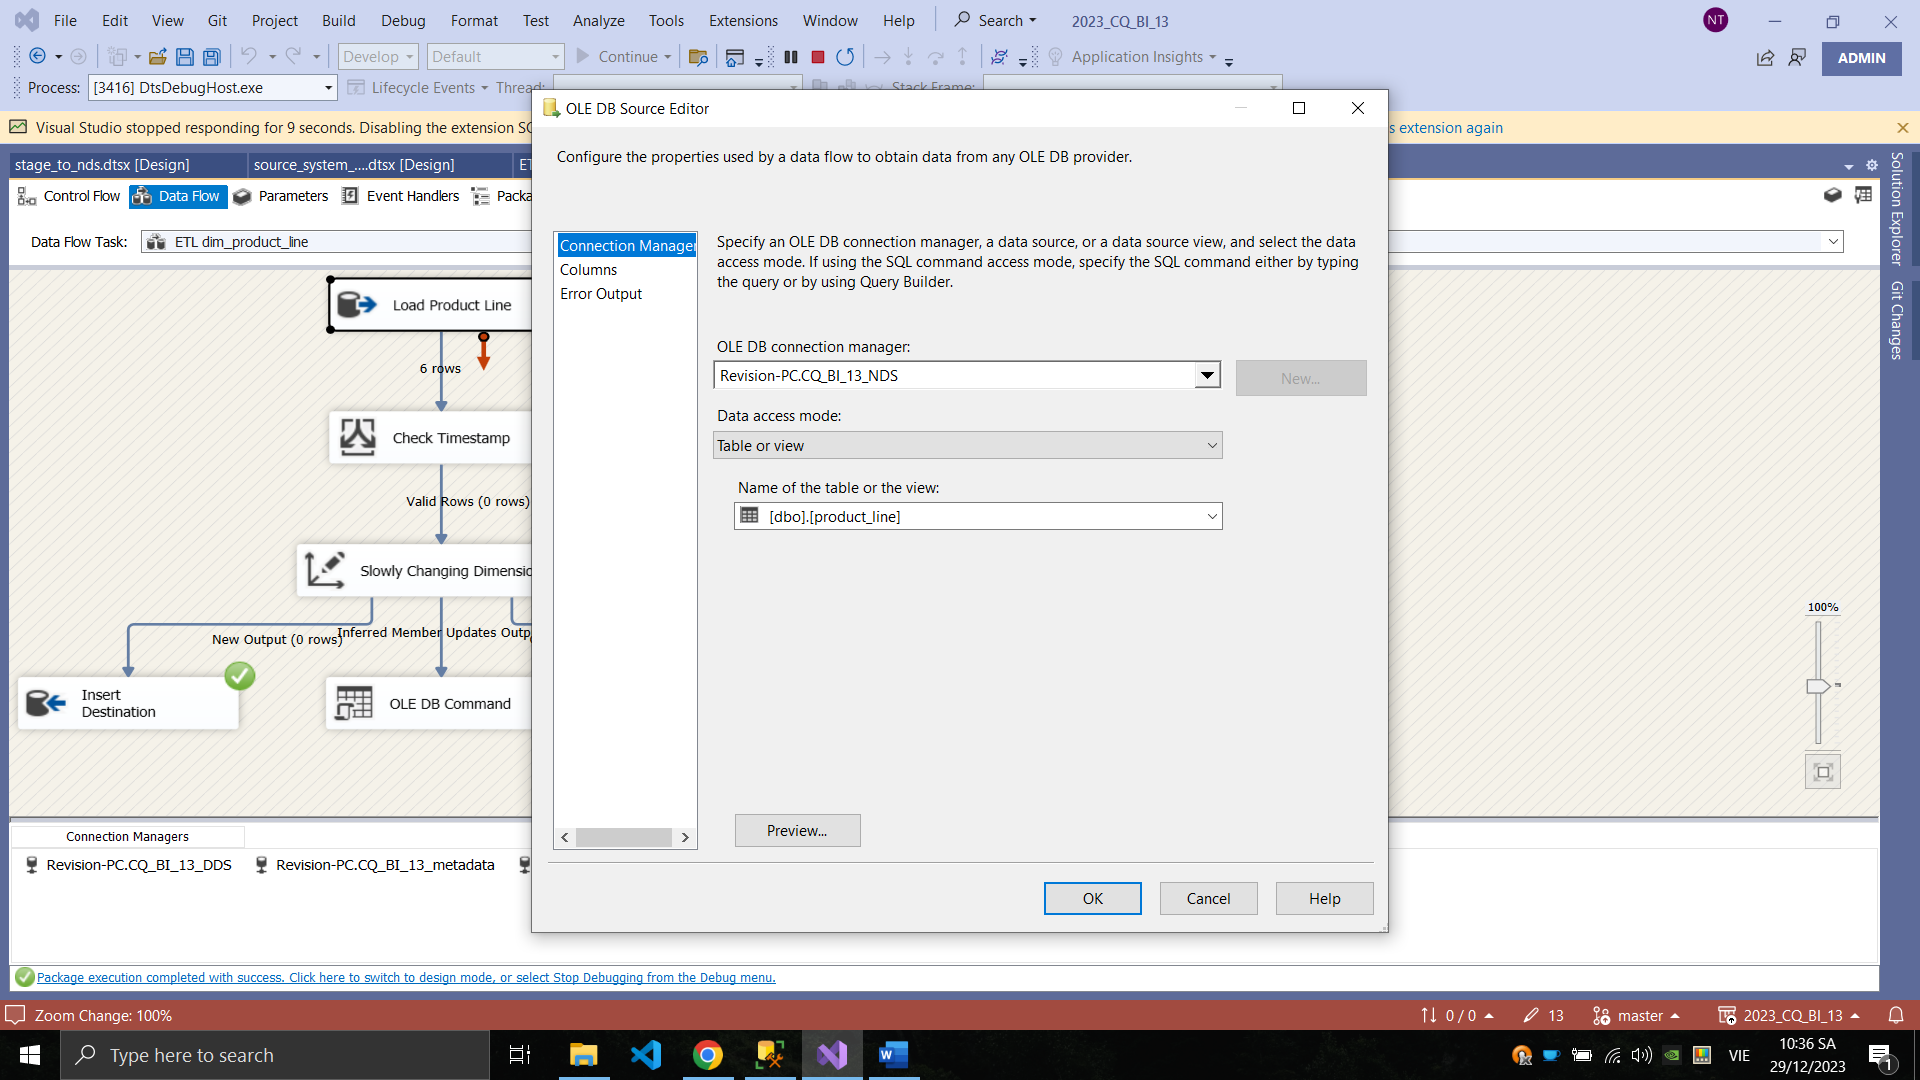 File Edit View Git Project Build Debug Format Test Analyze Tools Extensions Window Help Search 2023_CQ_BI_13 NT
Develop Default Continue Application Insights ADMIN
Process: [3416] DtsDebugHost.exe Lifecycle Events Thread: Stack Frame:
Visual Studio stopped responding for 9 seconds. Disabling the extension s extension again
stage_to_nds.dtsx [Design] source_system_....dtsx [Design]
Control Flow Data Flow Parameters Event Handlers
Data Flow Task: ETL dim_product_line
Load Product Line
6 rows
Check Timestamp
Valid Rows (0 rows)
Slowly Changing
New Output (0 rows)
Inferred Member Updates
Insert
Destination
OLE DB Command
OLE DB Source Editor
Configure the properties used by a data flow to obtain data from any OLE DB provider.
Connection Manager
Columns
Error Output
Specify an OLE DB connection manager, a data source, or a data source view, and select the data
access mode. If using the SQL command access mode, specify the SQL command either by typing
the query or by using Query Builder.
OLE DB connection manager:
Revision-PC.CQ_BI_13_NDS
New...
Data access mode:
Table or view
Name of the table or the view:
[dbo].[product_line]
Preview...
OK Cancel Help
Solution Explorer
Git Changes
100%
Connection Managers
Revision-PC.CQ_BI_13_DDS Revision-PC.CQ_BI_13_metadata
Package execution completed with success. Click here to switch to design mode, or select Stop Debugging from the Debug menu.
Zoom Change: 100% 0 / 0 13 master 2023_CQ_BI_13
Type here to search
VIE
10:36 SA
29/12/2023
1